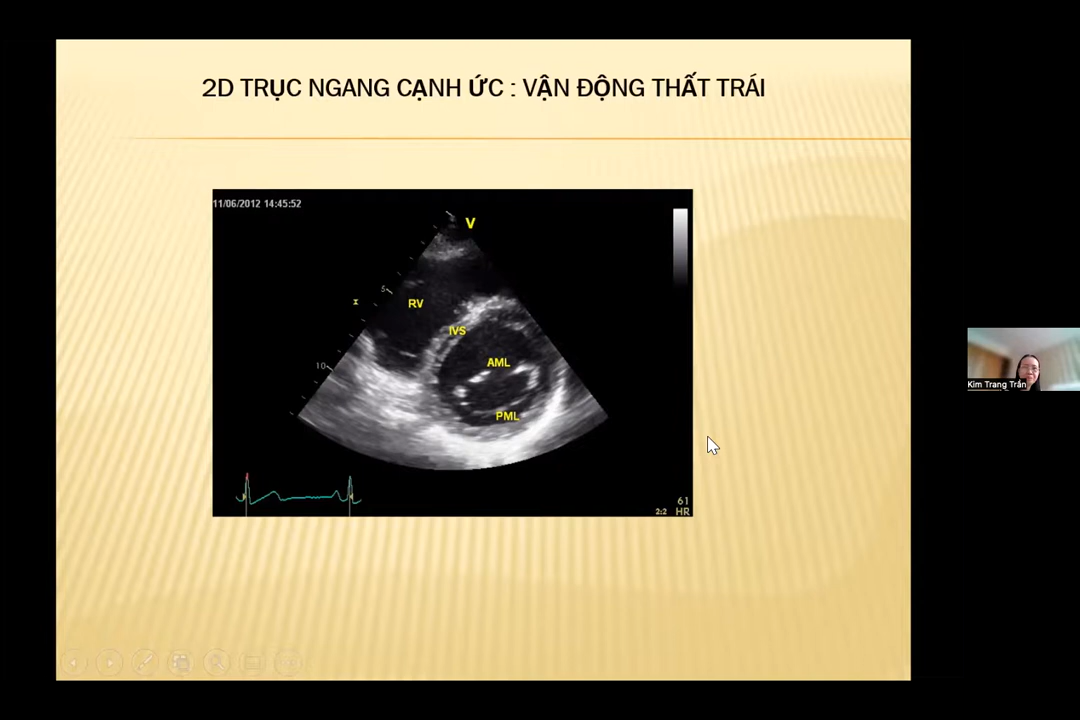 2D TRỤC NGANG CẠNH ỨC : VẬN ĐỘNG THẤT TRÁI
11/06/2012 14:45:52
V
5
RV
IVS
AML
10
PML
61
2:2 HR
Kim Trang Trần